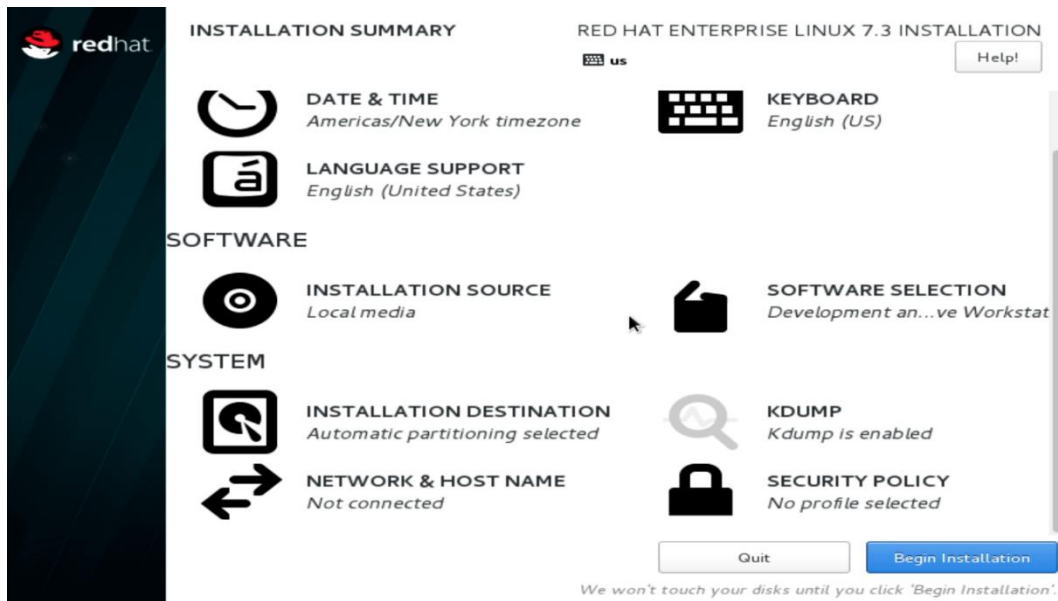 redhat
INSTALLATION SUMMARY
RED HAT ENTERPRISE LINUX 7.3 INSTALLATION
us
Help!
DATE & TIME
Americas/New York timezone
KEYBOARD
English (US)
LANGUAGE SUPPORT
English (United States)
á
SOFTWARE
INSTALLATION SOURCE
Local media
SOFTWARE SELECTION
Development an...ve Workstat
SYSTEM
INSTALLATION DESTINATION
Automatic partitioning selected
KDUMP
Kdump is enabled
NETWORK & HOST NAME
Not connected
SECURITY POLICY
No profile selected
Quit
Begin Installation
We won't touch your disks until you click 'Begin Installation'.